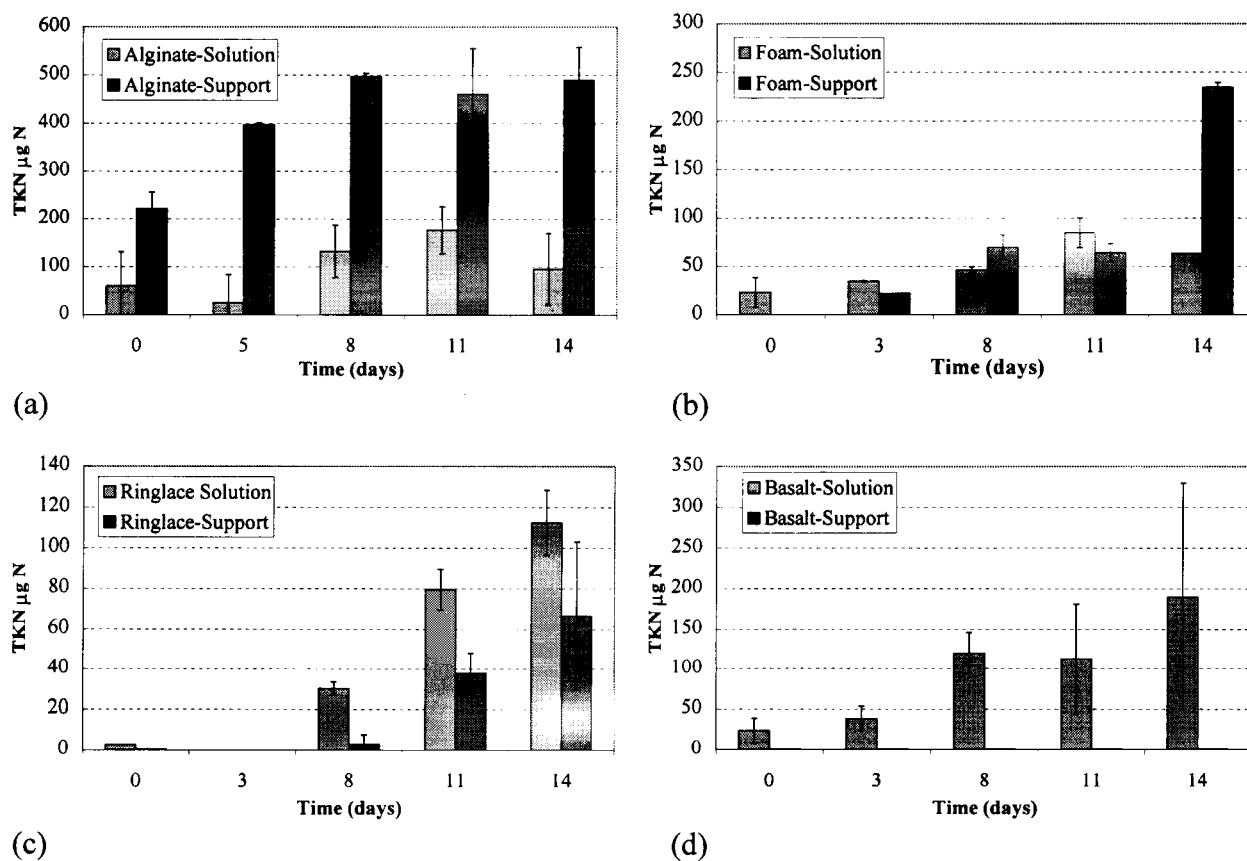 600
500
400
300
200
100
0
TKN µg N
Alginate-Solution
Alginate-Support
0 5 8 11 14
Time (days)
(a)
300
250
200
150
100
50
0
TKN µg N
Foam-Solution
Foam-Support
0 3 8 11 14
Time (days)
(b)
140
120
100
80
60
40
20
0
TKN µg N
Ringlace Solution
Ringlace-Support
0 3 8 11 14
Time (days)
(c)
350
300
250
200
150
100
50
0
TKN µg N
Basalt-Solution
Basalt-Support
0 3 8 11 14
Time (days)
(d)